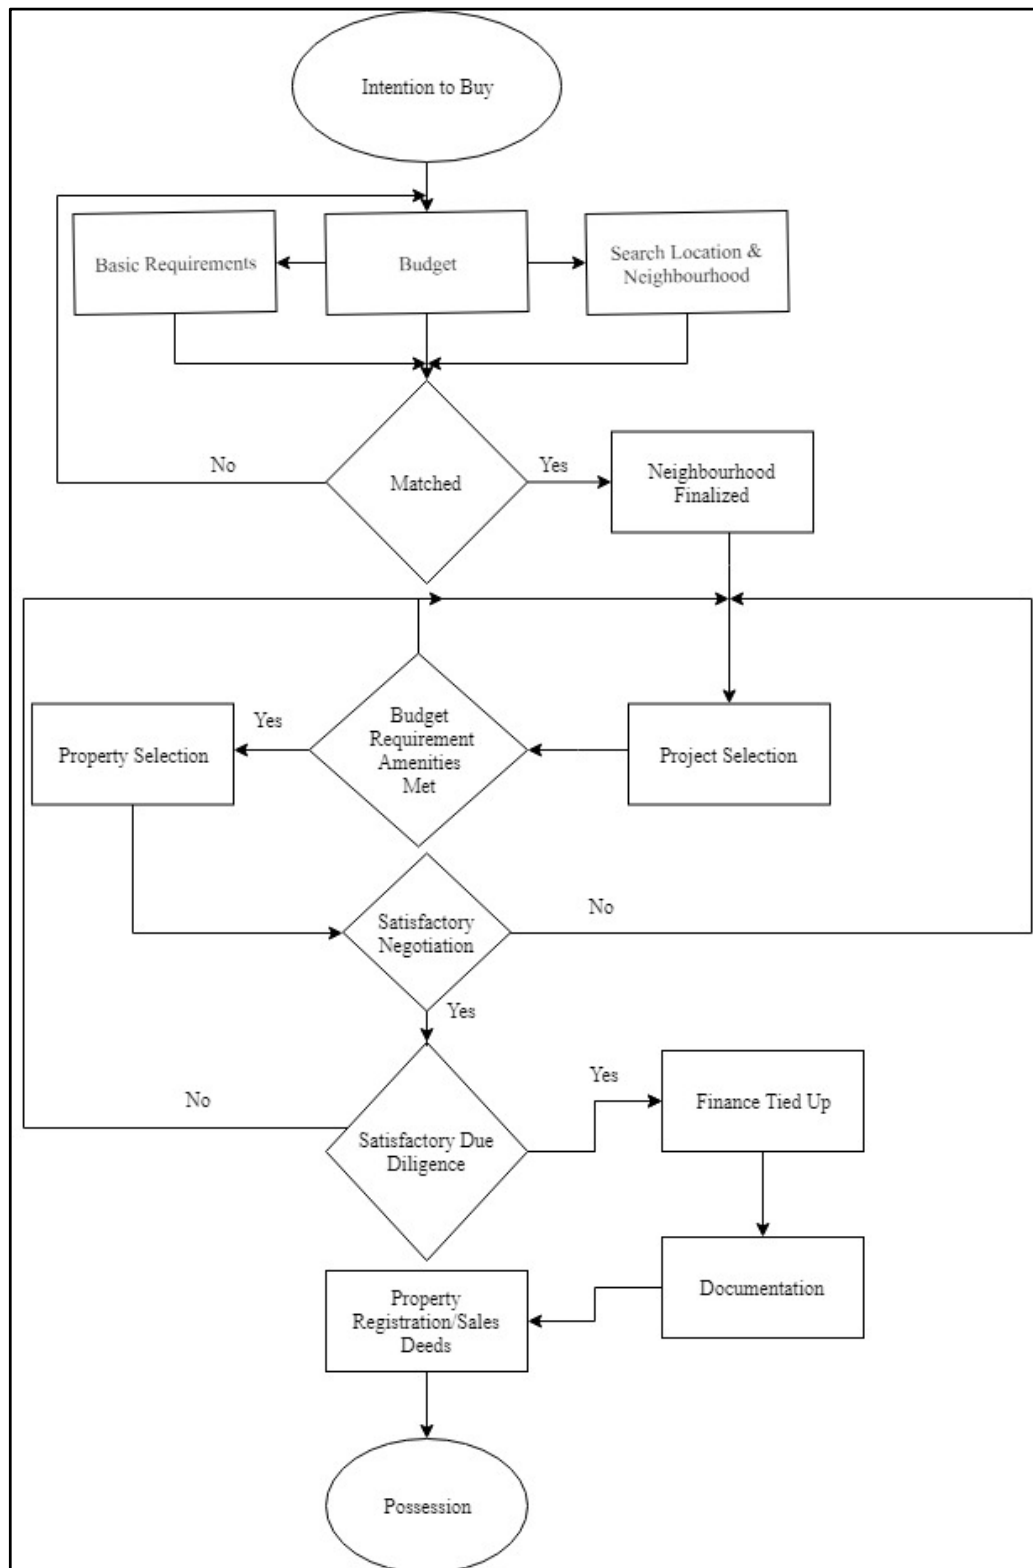 Intention to Buy
Basic Requirements
Budget
Search Location &
Neighbourhood
No
Matched
Yes
Neighbourhood
Finalized
Property Selection
Yes
Budget
Requirement
Amenities
Met
Project Selection
Satisfactory
Negotiation
No
Yes
No
Satisfactory Due
Diligence
Yes
Finance Tied Up
Documentation
Property
Registration/Sales
Deeds
Possession